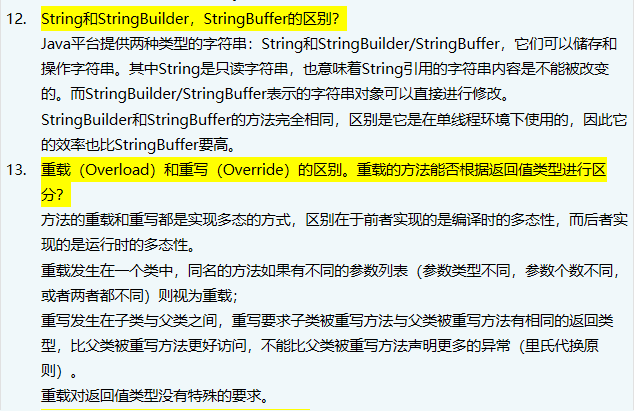 12. String和StringBuilder，StringBuffer的区别？
Java平台提供两种类型的字符串：String和StringBuilder/StringBuffer，它们可以储存和
操作字符串。其中String是只读字符串，也意味着String引用的字符串内容是不能被改变
的。而StringBuilder/StringBuffer表示的字符串对象可以直接进行修改。
StringBuilder和StringBuffer的方法完全相同，区别是它是在单线程环境下使用的，因此它
的效率也比StringBuffer要高。
13. 重载（Overload）和重写（Override）的区别。重载的方法能否根据返回值类型进行区
分？
方法的重载和重写都是实现多态的方式，区别在于前者实现的是编译时的多态性，而后者实
现的是运行时的多态性。
重载发生在一个类中，同名的方法如果有不同的参数列表（参数类型不同，参数个数不同，
或者两者都不同）则视为重载；
重写发生在子类与父类之间，重写要求子类被重写方法与父类被重写方法有相同的返回类
型，比父类被重写方法更好访问，不能比父类被重写方法声明更多的异常（里氏代换原
则）。
重载对返回值类型没有特殊的要求。